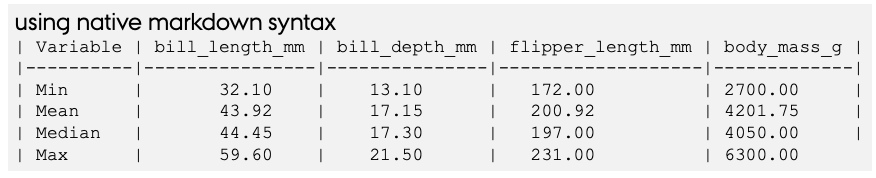 using native markdown syntax
| Variable | bill_length_mm | bill_depth_mm | flipper_length_mm | body_mass_g |
|----------|----------------|---------------|-------------------|-------------|
| Min      |       32.10    |    13.10      |    172.00         | 2700.00     |
| Mean     |       43.92    |    17.15      |    200.92         | 4201.75     |
| Median   |       44.45    |    17.30      |    197.00         | 4050.00     |
| Max      |       59.60    |    21.50      |    231.00         | 6300.00